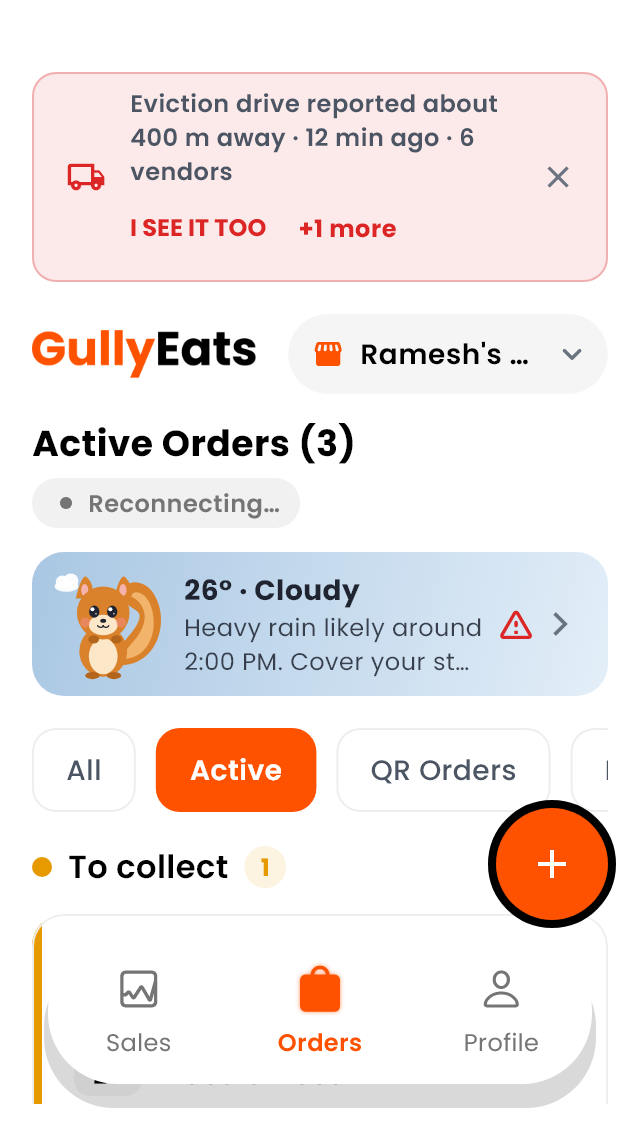 Eviction drive reported about
400 m away · 12 min ago · 6
vendors
I SEE IT TOO +1 more
GullyEats
Ramesh's ...
Active Orders (3)
Reconnecting...
26° · Cloudy
Heavy rain likely around
2:00 PM. Cover your st...
All
Active
QR Orders
To collect 1
Sales
Orders
Profile